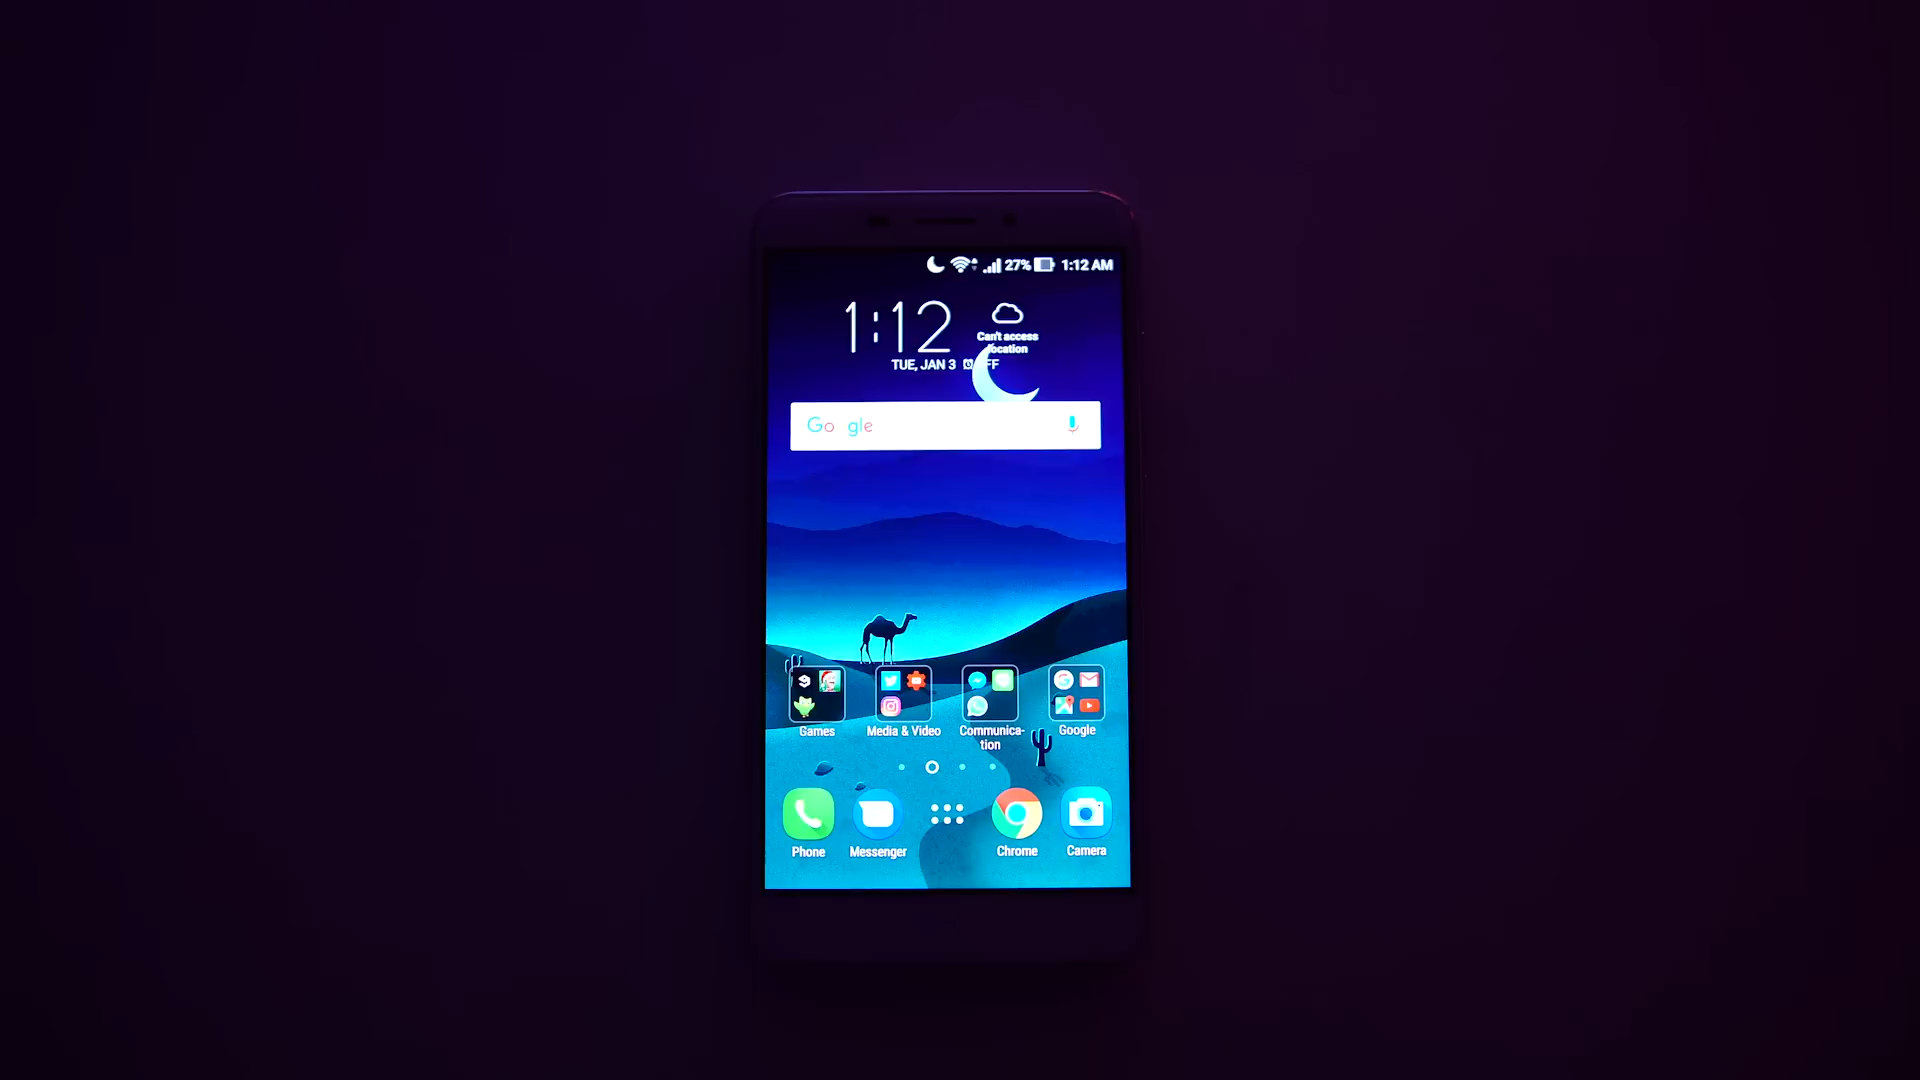 27% 1:12 AM
1:12
Can't access
location
TUE, JAN 3 OFF
Go gle
Games
Media & Video
Communica-
tion
Google
Phone
Messenger
Chrome
Camera